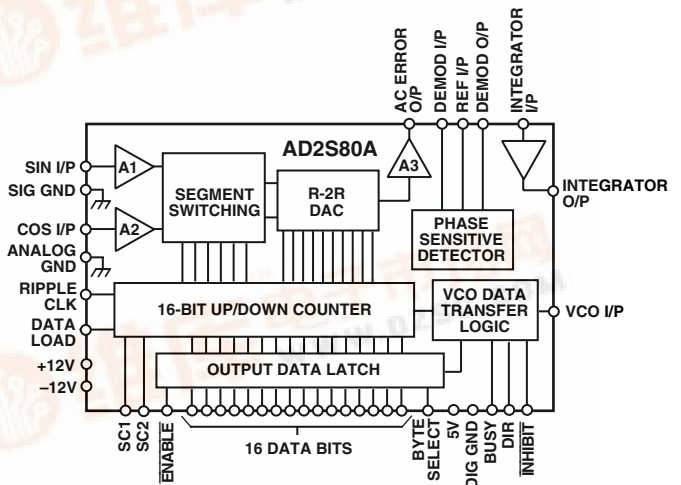 AC ERROR
O/P
DEMOD I/P
REF I/P
DEMOD O/P
INTEGRATOR
I/P
AD2S80A
SIN I/P
A1
A3
SIG GND
SEGMENT
SWITCHING
R-2R
DAC
INTEGRATOR
O/P
COS I/P
A2
PHASE
SENSITIVE
DETECTOR
ANALOG
GND
RIPPLE
CLK
16-BIT UP/DOWN COUNTER
VCO DATA
TRANSFER
LOGIC
VCO I/P
DATA
LOAD
+12V
OUTPUT DATA LATCH
–12V
SC1
SC2
ENABLE
16 DATA BITS
BYTE
SELECT
5V
DIG GND
BUSY
DIR
INHIBIT